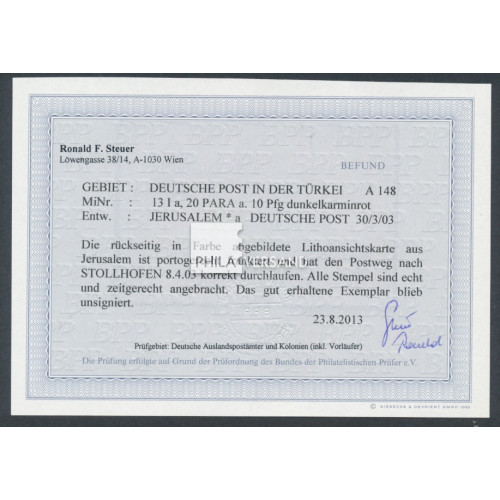 Ronald F. Steuer
Löwengasse 38/14, A-1030 Wien
BEFUND
GEBIET : DEUTSCHE POST IN DER TÜRKEI A 148
MiNr. : 13 I a, 20 PARA a. 10 Pfg dunkelkarminrot
Entw. : JERUSALEM * a DEUTSCHE POST 30/3/03
Die rückseitig in Farbe abgebildete Lithoansichtskarte aus
Jerusalem ist portogerecht frankiert und hat den Postweg nach
PHILA VERSAND
STOLLHOFEN 8.4.03 korrekt durchlaufen. Alle Stempel sind echt
und zeitgerecht angebracht. Das gut erhaltene Exemplar blieb
unsigniert.
23.8.2013
Prüfgebiet: Deutsche Auslandspostämter und Kolonien (inkl. Vorläufer)
Die Prüfung erfolgte auf Grund der Prüfordnung des Bundes der Philatelistischen Prüfer e.V.